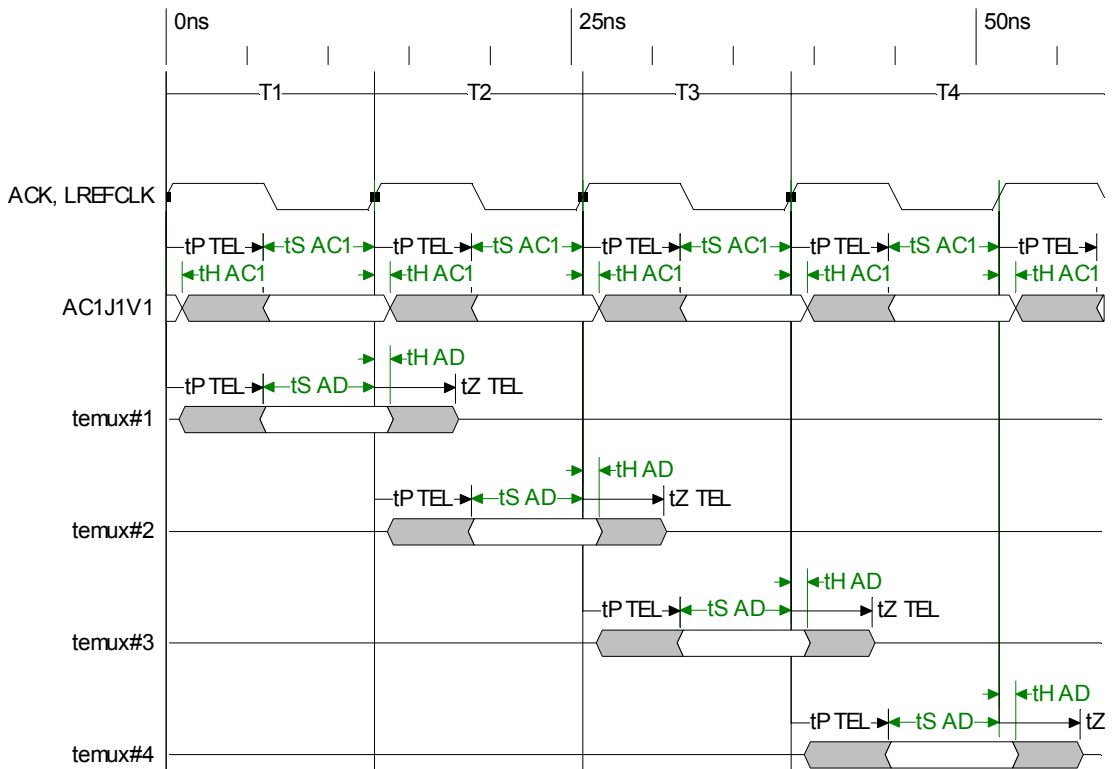 0ns 25ns 50ns
T1 T2 T3 T4
ACK, LREFCLK
tP TEL tS AC1 tP TEL tS AC1 tP TEL tS AC1 tP TEL tS AC1 tP TEL
tH AC1 tH AC1 tH AC1 tH AC1 tH AC1
AC1J1V1
tH AD
tP TEL tS AD tZ TEL
temux#1
tH AD
tP TEL tS AD tZ TEL
temux#2
tH AD
tP TEL tS AD tZ TEL
temux#3
tH AD
tP TEL tS AD tZ
temux#4